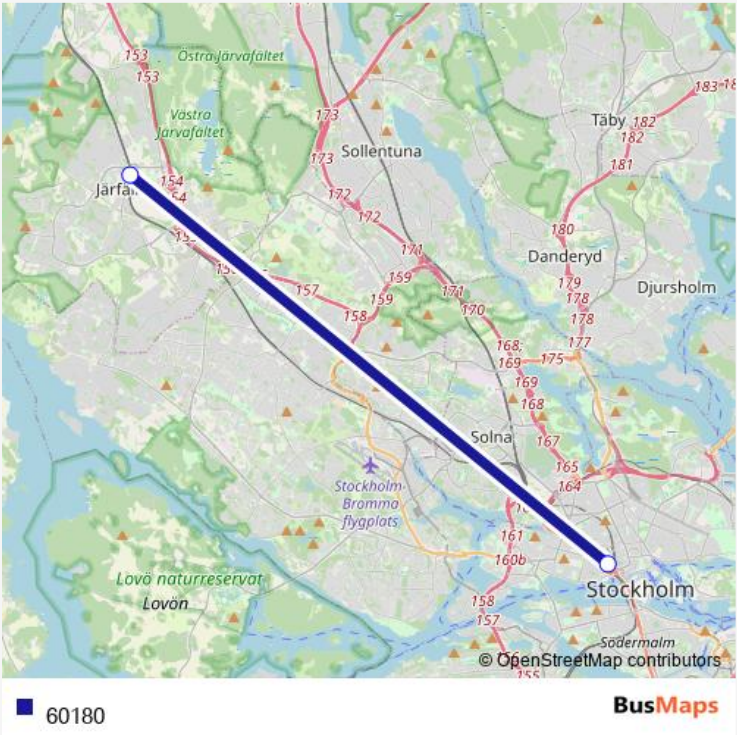 153
153
Östra Järvafältet
183
Västra
Järvafältet
173
Täby
182
182
Sollentuna
173
181
154
Järfäl
172
172
180
171
Danderyd
157
159
179
Djursholm
159
171
178
158
170
178
168;
169
177
175
169
168
Solna
167
165
164
Stockholm-
Bromma
flygplats
161
160b
Lovö naturreservat
Lovön
Stockholm
158
157
Södermalm
© OpenStreetMap contributors
155
60180
BusMaps